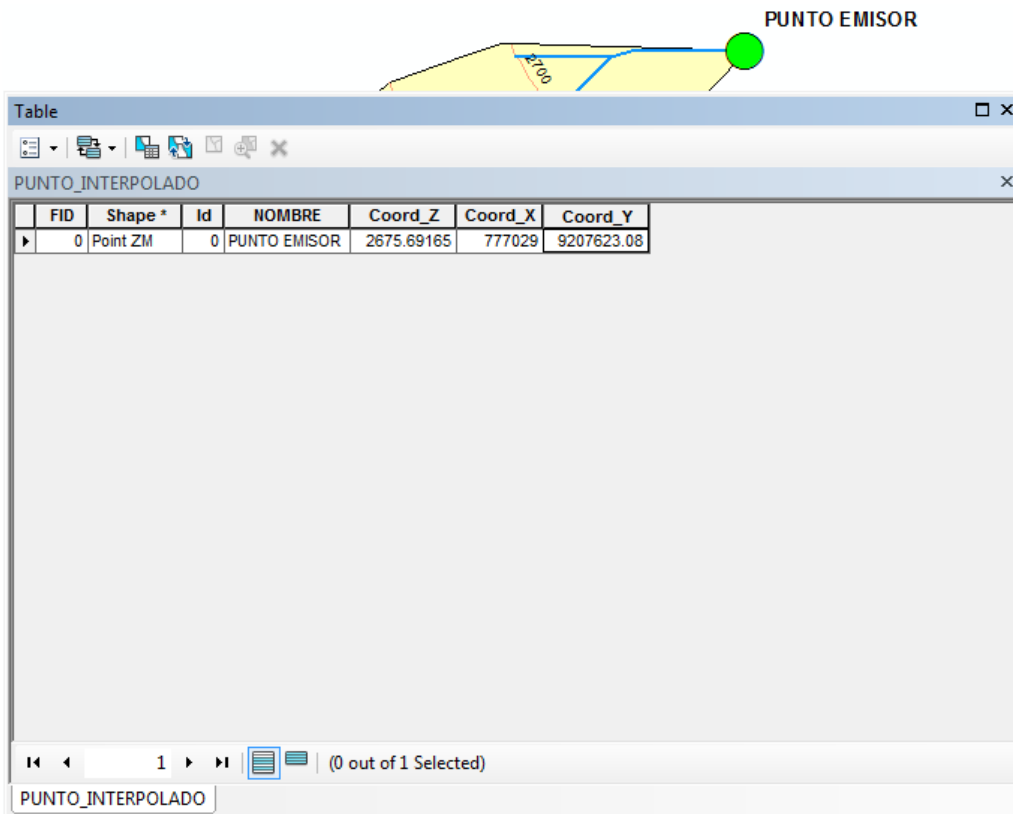 PUNTO EMISOR
2700
Table
PUNTO_INTERPOLADO
FID Shape * Id NOMBRE Coord_Z Coord_X Coord_Y
0 Point ZM 0 PUNTO EMISOR 2675.69165 777029 9207623.08
1 (0 out of 1 Selected)
PUNTO_INTERPOLADO